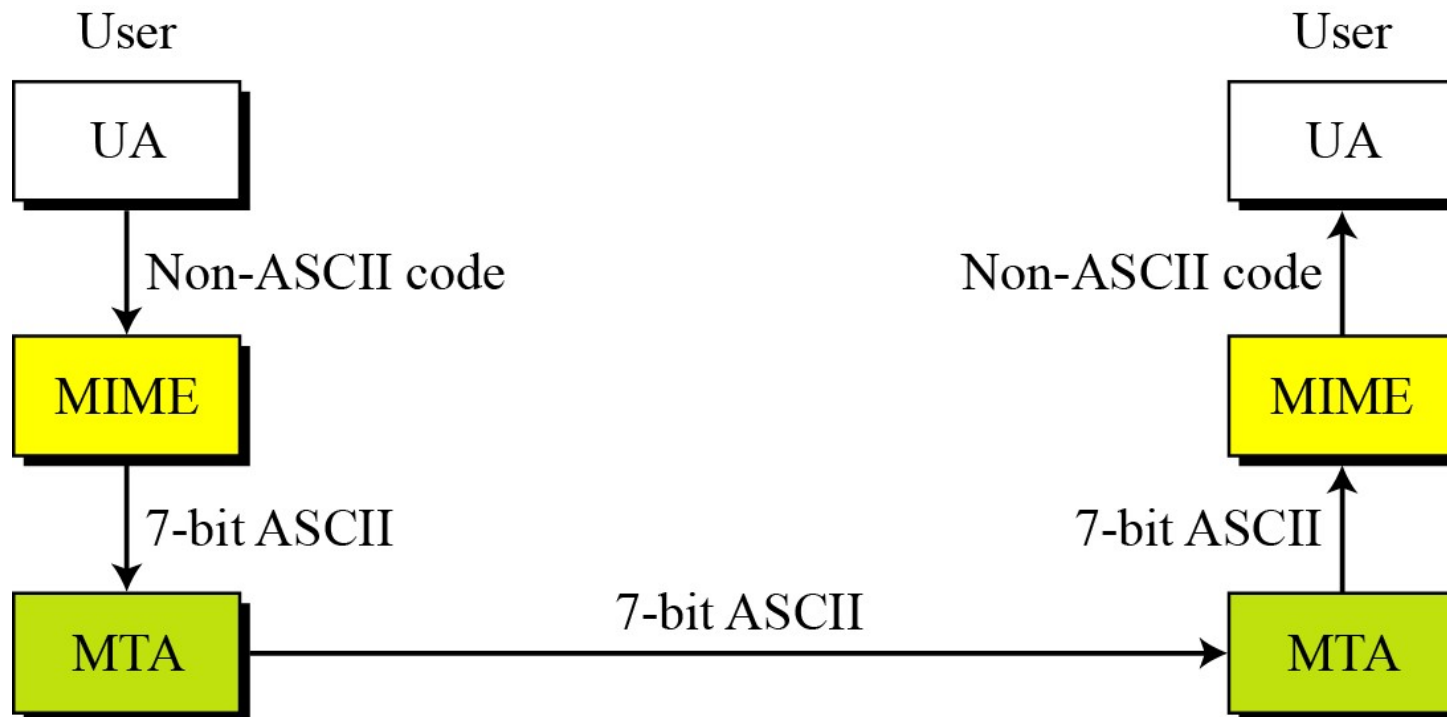 User
User
UA
UA
Non-ASCII code
Non-ASCII code
MIME
MIME
7-bit ASCII
7-bit ASCII
7-bit ASCII
MTA
MTA